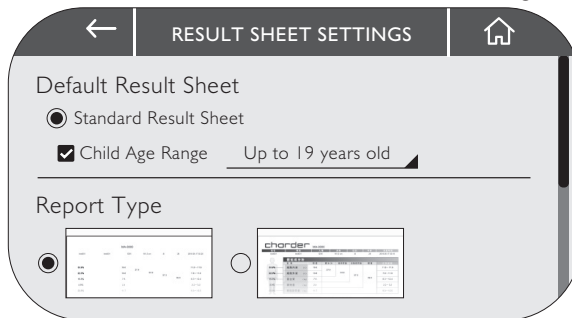 RESULT SHEET SETTINGS
Default Result Sheet
Standard Result Sheet
Child Age Range Up to 19 years old
Report Type
charder